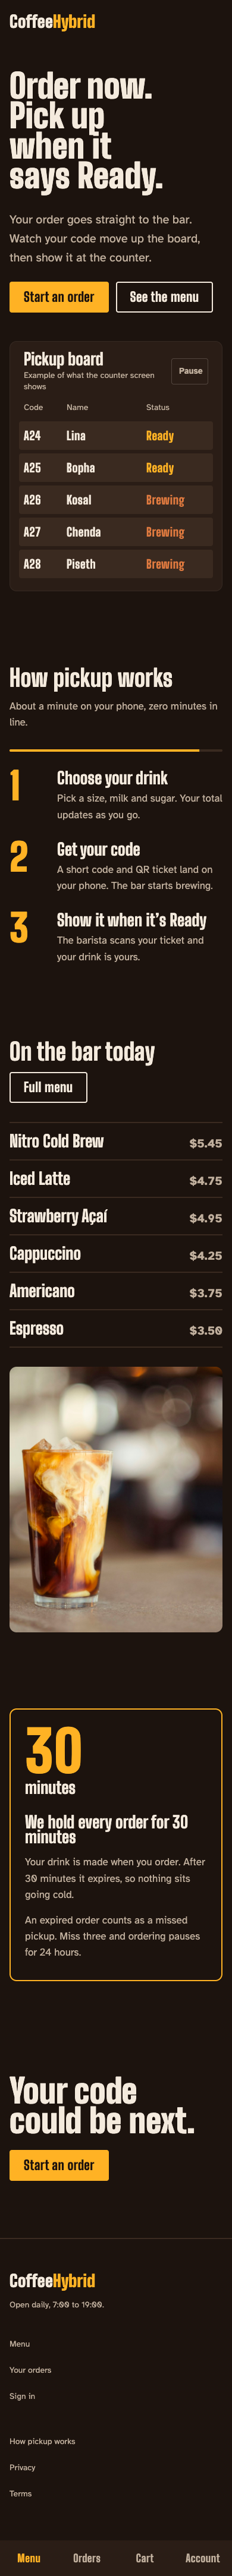 CoffeeHybrid
Order now.
Pick up
when it
says Ready.
Your order goes straight to the bar.
Watch your code move up the board,
then show it at the counter.
Start an order
See the menu
Pickup board
Example of what the counter screen
shows
Pause
Code Name Status
A24 Lina Ready
A25 Bopha Ready
A26 Kosal Brewing
A27 Chenda Brewing
A28 Piseth Brewing
How pickup works
About a minute on your phone, zero minutes in
line.
1
Choose your drink
Pick a size, milk and sugar. Your total
updates as you go.
2
Get your code
A short code and QR ticket land on
your phone. The bar starts brewing.
3
Show it when it’s Ready
The barista scans your ticket and
your drink is yours.
On the bar today
Full menu
Nitro Cold Brew $5.45
Iced Latte $4.75
Strawberry Açaí $4.95
Cappuccino $4.25
Americano $3.75
Espresso $3.50
30
minutes
We hold every order for 30
minutes
Your drink is made when you order. After
30 minutes it expires, so nothing sits
going cold.
An expired order counts as a missed
pickup. Miss three and ordering pauses
for 24 hours.
Your code
could be next.
Start an order
CoffeeHybrid
Open daily, 7:00 to 19:00.
Menu
Your orders
Sign in
How pickup works
Privacy
Terms
Menu Orders Cart Account